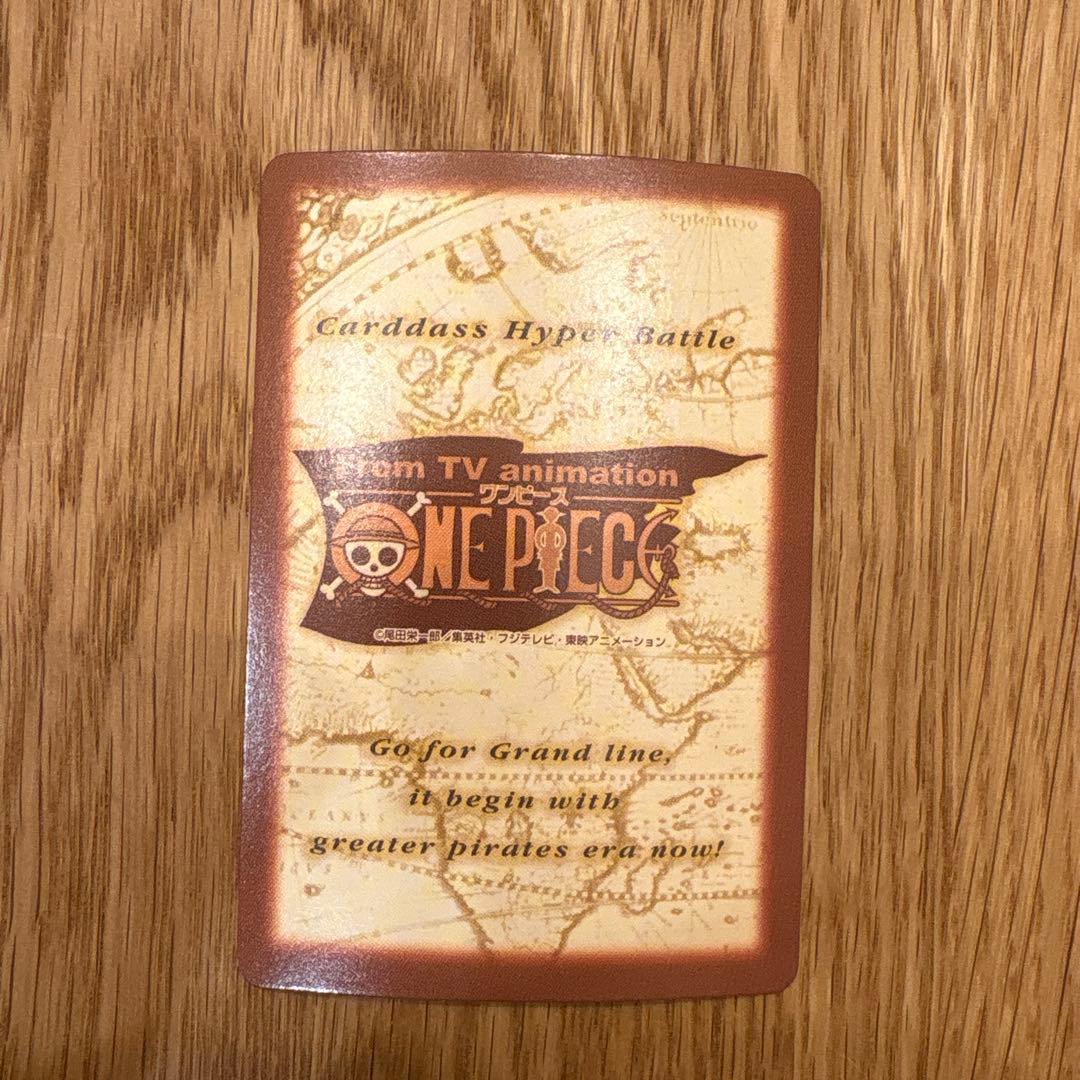 Septentrio
Carddass Hyper Battle
From TV animation
ワンピース
ONE PIECE
©尾田栄一郎／集英社・フジテレビ・東映アニメーション
Go for Grand line,
it begin with
greater pirates era now!